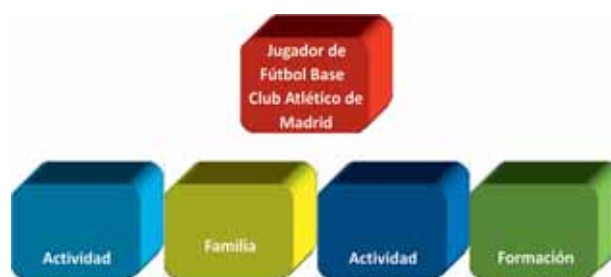 Jugador de
Fútbol Base
Club Atlético de
Madrid
Actividad
Familia
Actividad
Formación